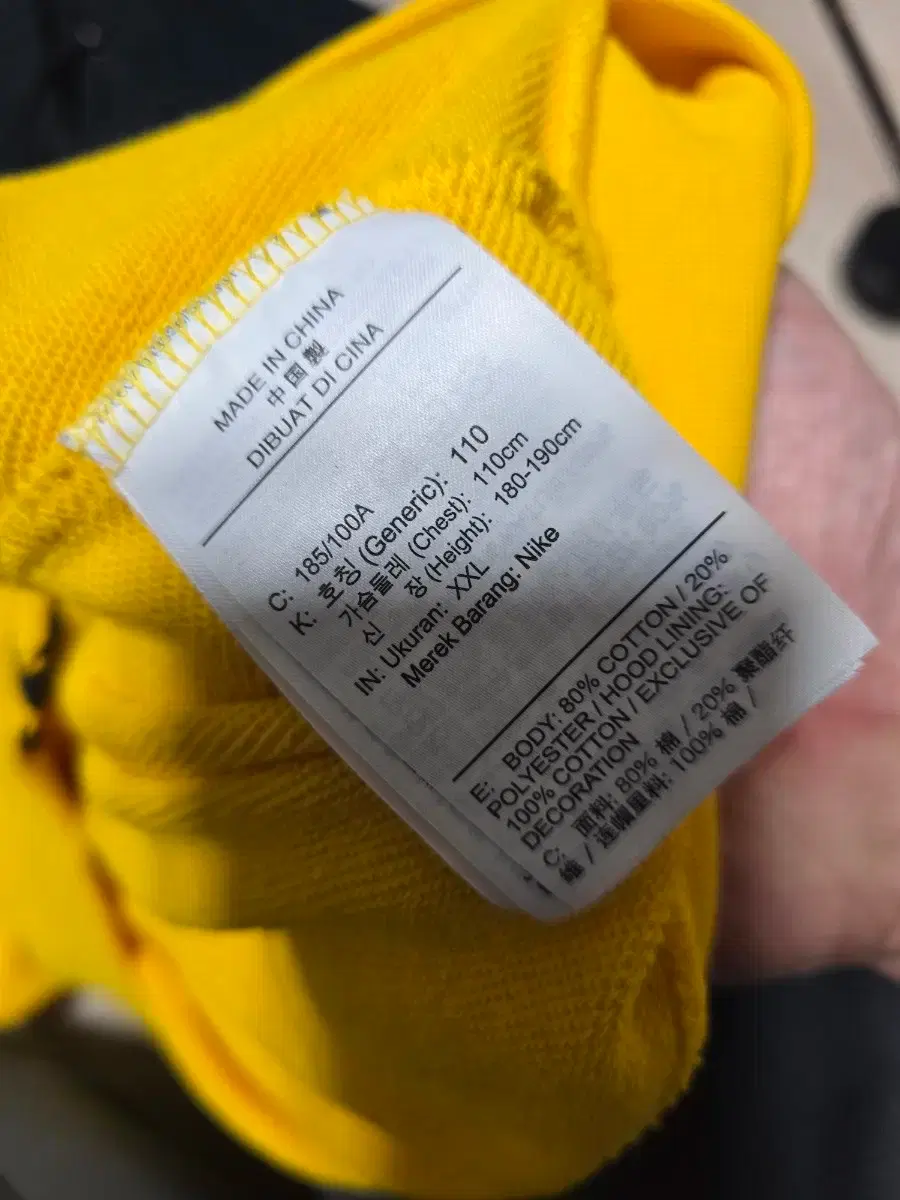 MADE IN CHINA
中国製
DIBUAT DI CINA
C: 185/100A
K: 호칭 (Generic): 110
가슴둘레 (Chest): 110cm
신 장 (Height): 180-190cm
IN: Ukuran: XXL
Merek Barang: Nike
E: BODY: 80% COTTON / 20%
POLYESTER / HOOD LINING:
100% COTTON / EXCLUSIVE OF
DECORATION
C: 面料: 80% 棉 / 20% 聚酯纤
维 / 连帽里料: 100% 棉 /